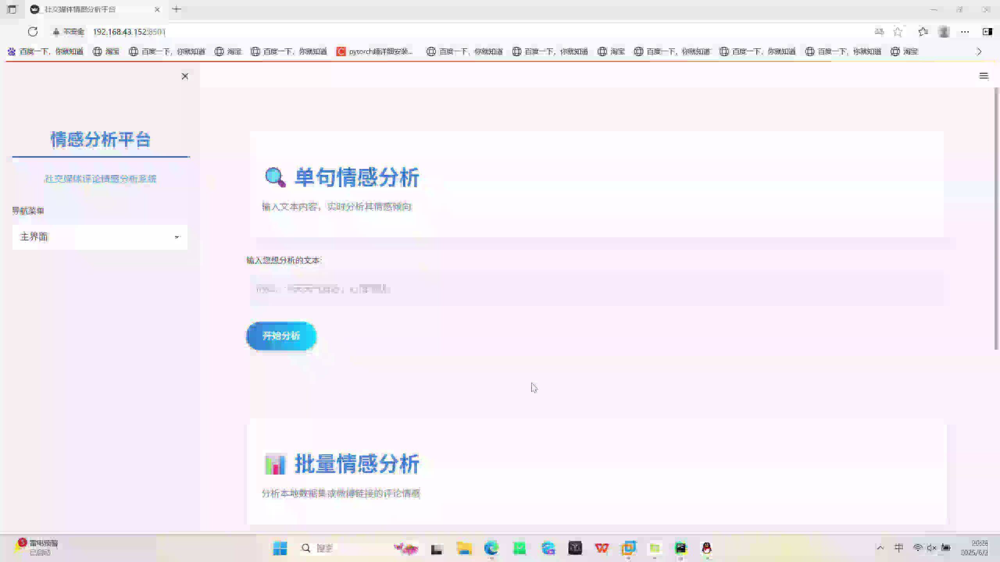 社交媒体情感分析平台
不安全 192.168.43.152:8501
百度一下，你就知道 淘宝 百度一下，你就知道 淘宝 百度一下，你就知道 C pytorch超详细安装... 百度一下，你就知道 百度一下，你就知道 淘宝 百度一下，你就知道 百度一下，你就知道 百度一下，你就知道 淘宝
情感分析平台
社交媒体评论情感分析系统
导航菜单
主界面
单句情感分析
输入文本内容，实时分析其情感倾向
输入您想分析的文本:
开始分析
批量情感分析
分析本地数据集或微博链接的评论情感
雷电预警
已启动
搜索
中
20:28
2025/6/2